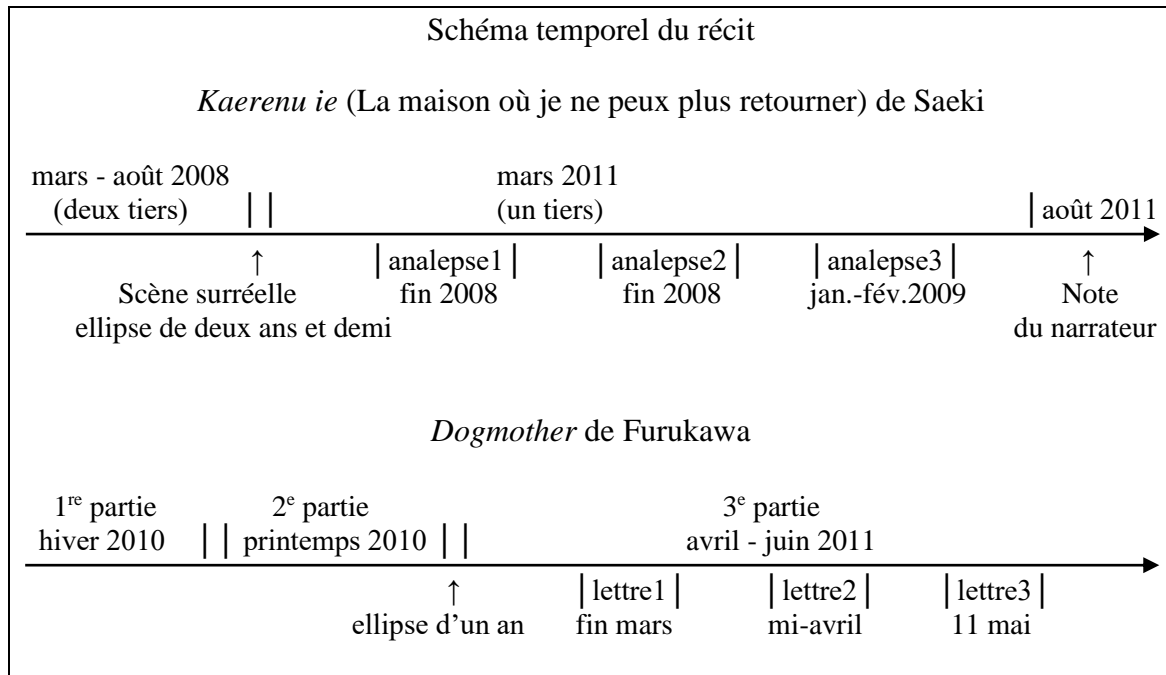 Schéma temporel du récit
Kaerenu ie (La maison où je ne peux plus retourner) de Saeki
mars - août 2008 mars 2011
(deux tiers) (un tiers) août 2011
↑ analepse1 analepse2 analepse3 ↑
Scène surréelle fin 2008 fin 2008 jan.-fév.2009 Note
ellipse de deux ans et demi du narrateur
Dogmother de Furukawa
1re partie 2e partie 3e partie
hiver 2010 printemps 2010 avril - juin 2011
↑ lettre1 lettre2 lettre3
ellipse d’un an fin mars mi-avril 11 mai